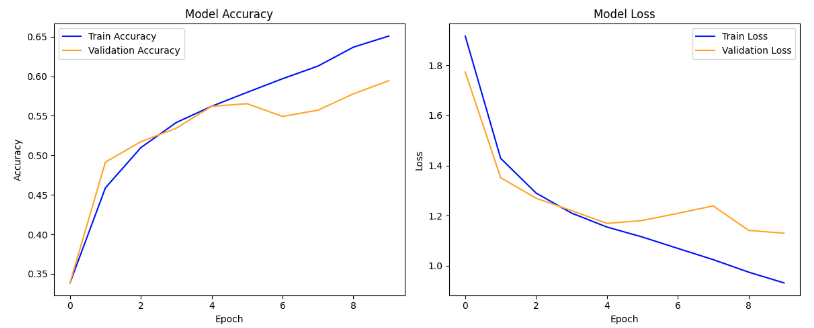 Model Accuracy
Train Accuracy
Validation Accuracy
0.65
0.60
0.55
0.50
0.45
0.40
0.35
Accuracy
0 2 4 6 8
Epoch
Model Loss
Train Loss
Validation Loss
1.8
1.6
1.4
1.2
1.0
Loss
0 2 4 6 8
Epoch